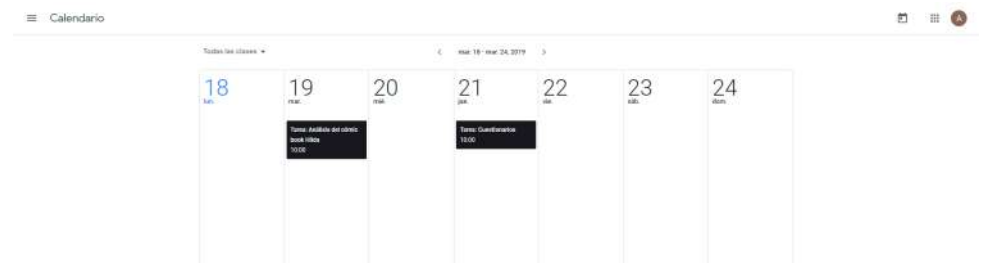 Calendario
A
Todas las clases
mar. 18 - mar. 24, 2019
18
lun.
19
mar.
20
mié.
21
jue.
22
vie.
23
sáb.
24
dom.
Tarea: Análisis del cómic
book Hilda
10:00
Tarea: Cuestionarios
10:00